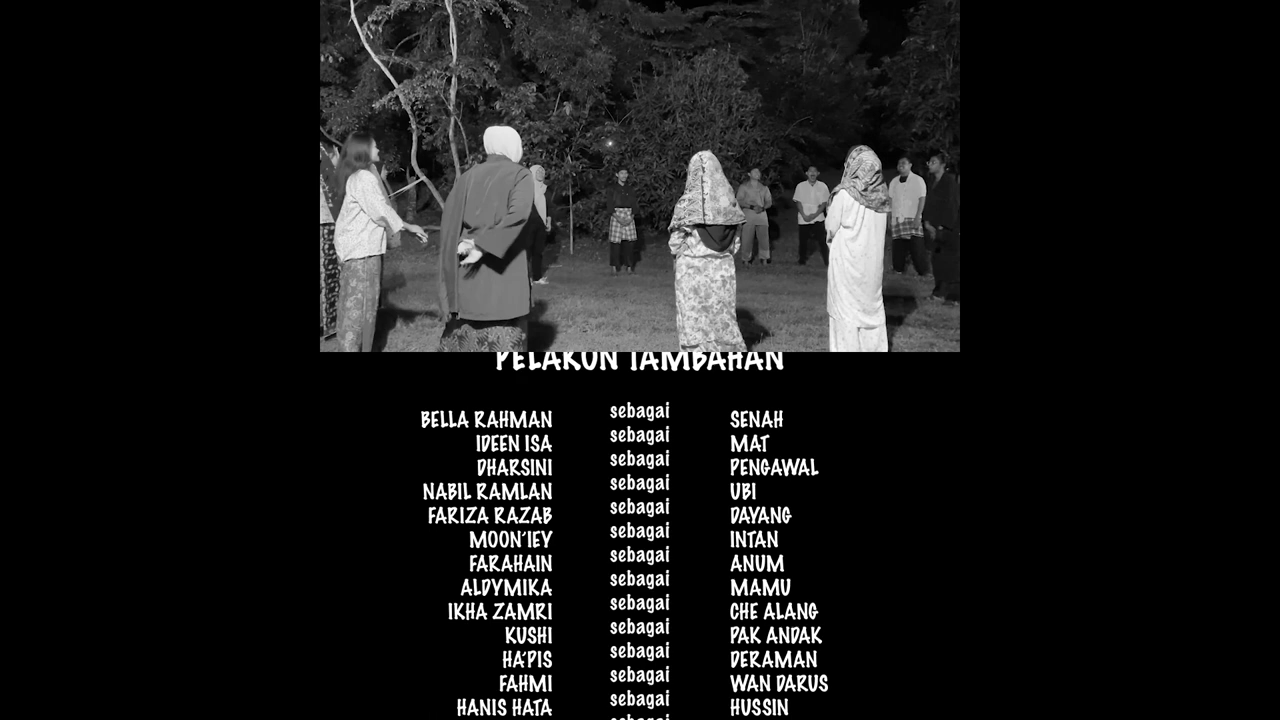 PELAKON TAMBAHAN
BELLA RAHMAN sebagai SENAH
IDEEN ISA sebagai MAT
DHARSINI sebagai PENGAWAL
NABIL RAMLAN sebagai UBI
FARIZA RAZAB sebagai DAYANG
MOON'IEY sebagai INTAN
FARAHAIN sebagai ANUM
ALDYMIKA sebagai MAMU
IKHA ZAMRI sebagai CHE ALANG
KUSHI sebagai PAK ANDAK
HA'PIS sebagai DERAMAN
FAHMI sebagai WAN DARUS
HANIS HATA sebagai HUSSIN